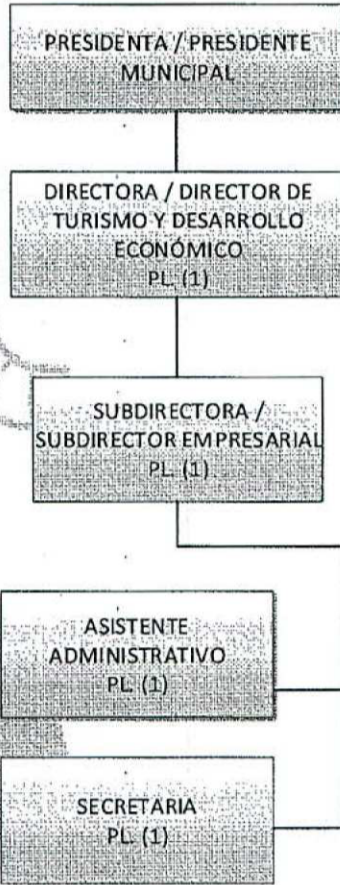 PRESIDENTA / PRESIDENTE
MUNICIPAL
DIRECTORA / DIRECTOR DE
TURISMO Y DESARROLLO
ECONÓMICO
PL. (1)
SUBDIRECTORA /
SUBDIRECTOR EMPRESARIAL
PL. (1)
ASISTENTE
ADMINISTRATIVO
PL. (1)
SECRETARIA
PL. (1)